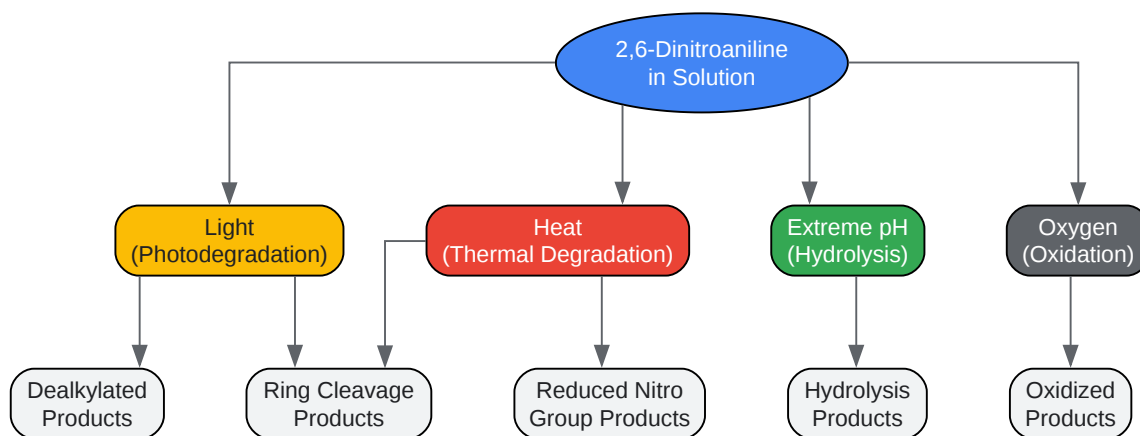 2,6-Dinitroaniline
in Solution
Light
(Photodegradation)
Heat
(Thermal Degradation)
Extreme pH
(Hydrolysis)
Oxygen
(Oxidation)
Dealkylated
Products
Ring Cleavage
Products
Reduced Nitro
Group Products
Hydrolysis
Products
Oxidized
Products